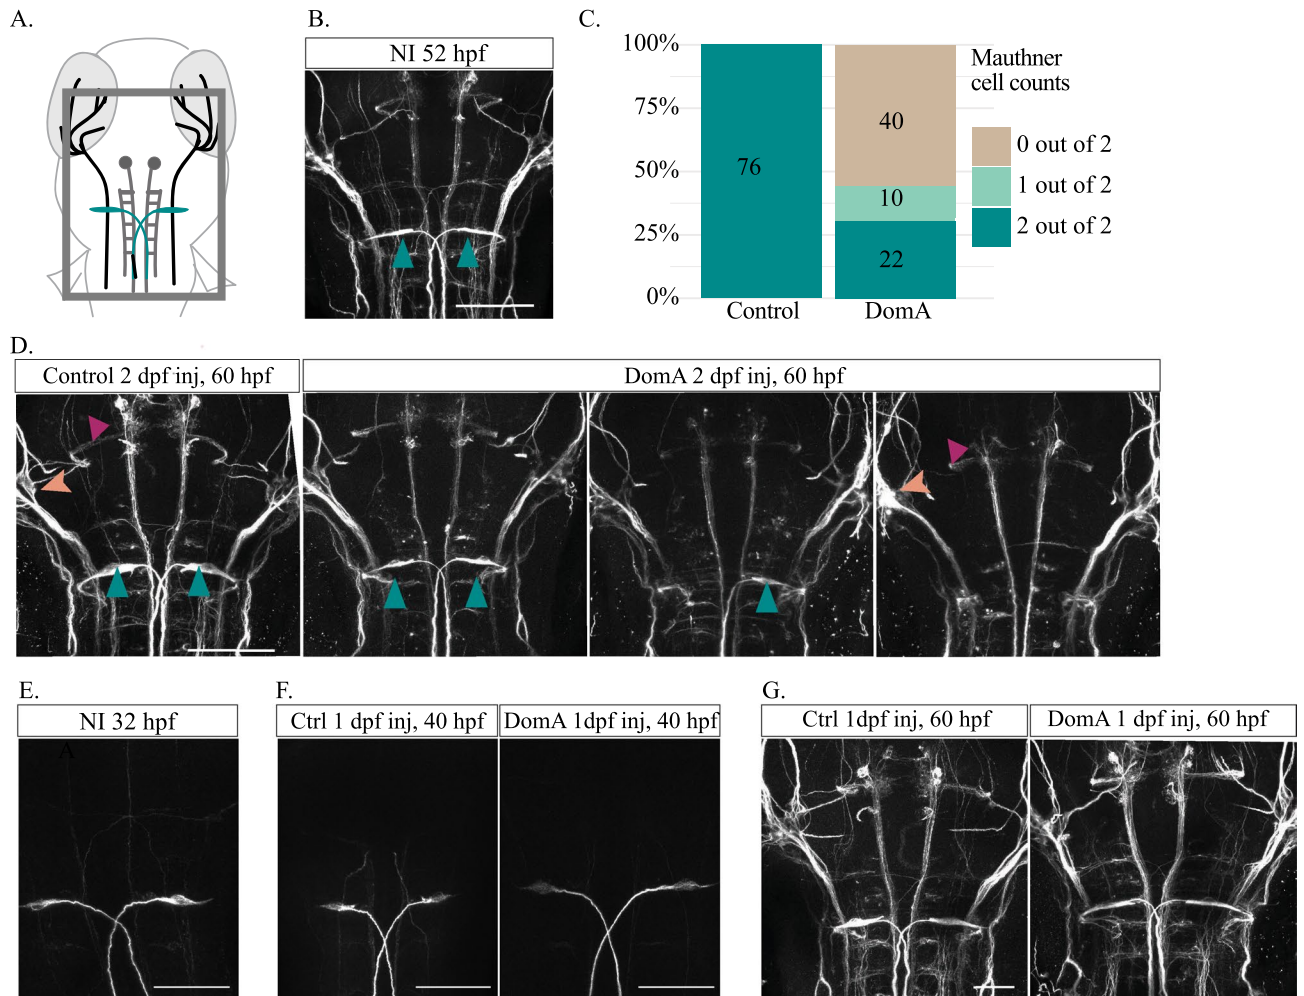 A.
B.
NI 52 hpf
C.
100%
75%
50%
25%
0%
76
40
10
22
Control
DomA
Mauthner
cell counts
0 out of 2
1 out of 2
2 out of 2
D.
Control 2 dpf inj, 60 hpf
DomA 2 dpf inj, 60 hpf
E.
NI 32 hpf
A
F.
Ctrl 1 dpf inj, 40 hpf
DomA 1dpf inj, 40 hpf
G.
Ctrl 1dpf inj, 60 hpf
DomA 1 dpf inj, 60 hpf